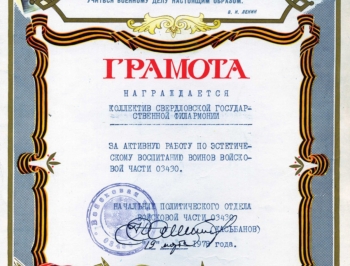 УЧИТЬСЯ ВОЕННОМУ ДЕЛУ НАСТОЯЩИМ ОБРАЗОМ.
В. И. ЛЕНИН
ГРАМОТА
НАГРАЖДАЕТСЯ
КОЛЛЕКТИВ СВЕРДЛОВСКОЙ ГОСУДАР-
СТВЕННОЙ ФИЛАРМОНИИ
ЗА АКТИВНУЮ РАБОТУ ПО ЭСТЕТИЧЕ-
СКОМУ ВОСПИТАНИЮ ВОИНОВ ВОЙСКО-
ВОЙ ЧАСТИ 03430.
НАЧАЛЬНИК ПОЛИТИЧЕСКОГО ОТДЕЛА
ВОЙСКОВОЙ ЧАСТИ 03430
КАСЬБАНОВ)
года.